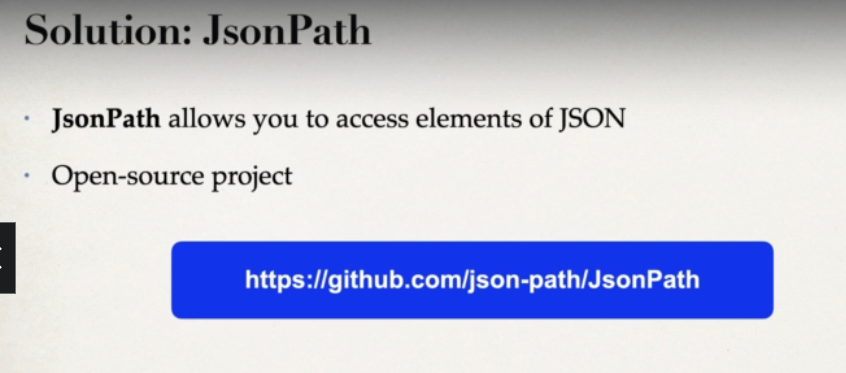 Solution: JsonPath
JsonPath allows you to access elements of JSON
Open-source project
https://github.com/json-path/JsonPath